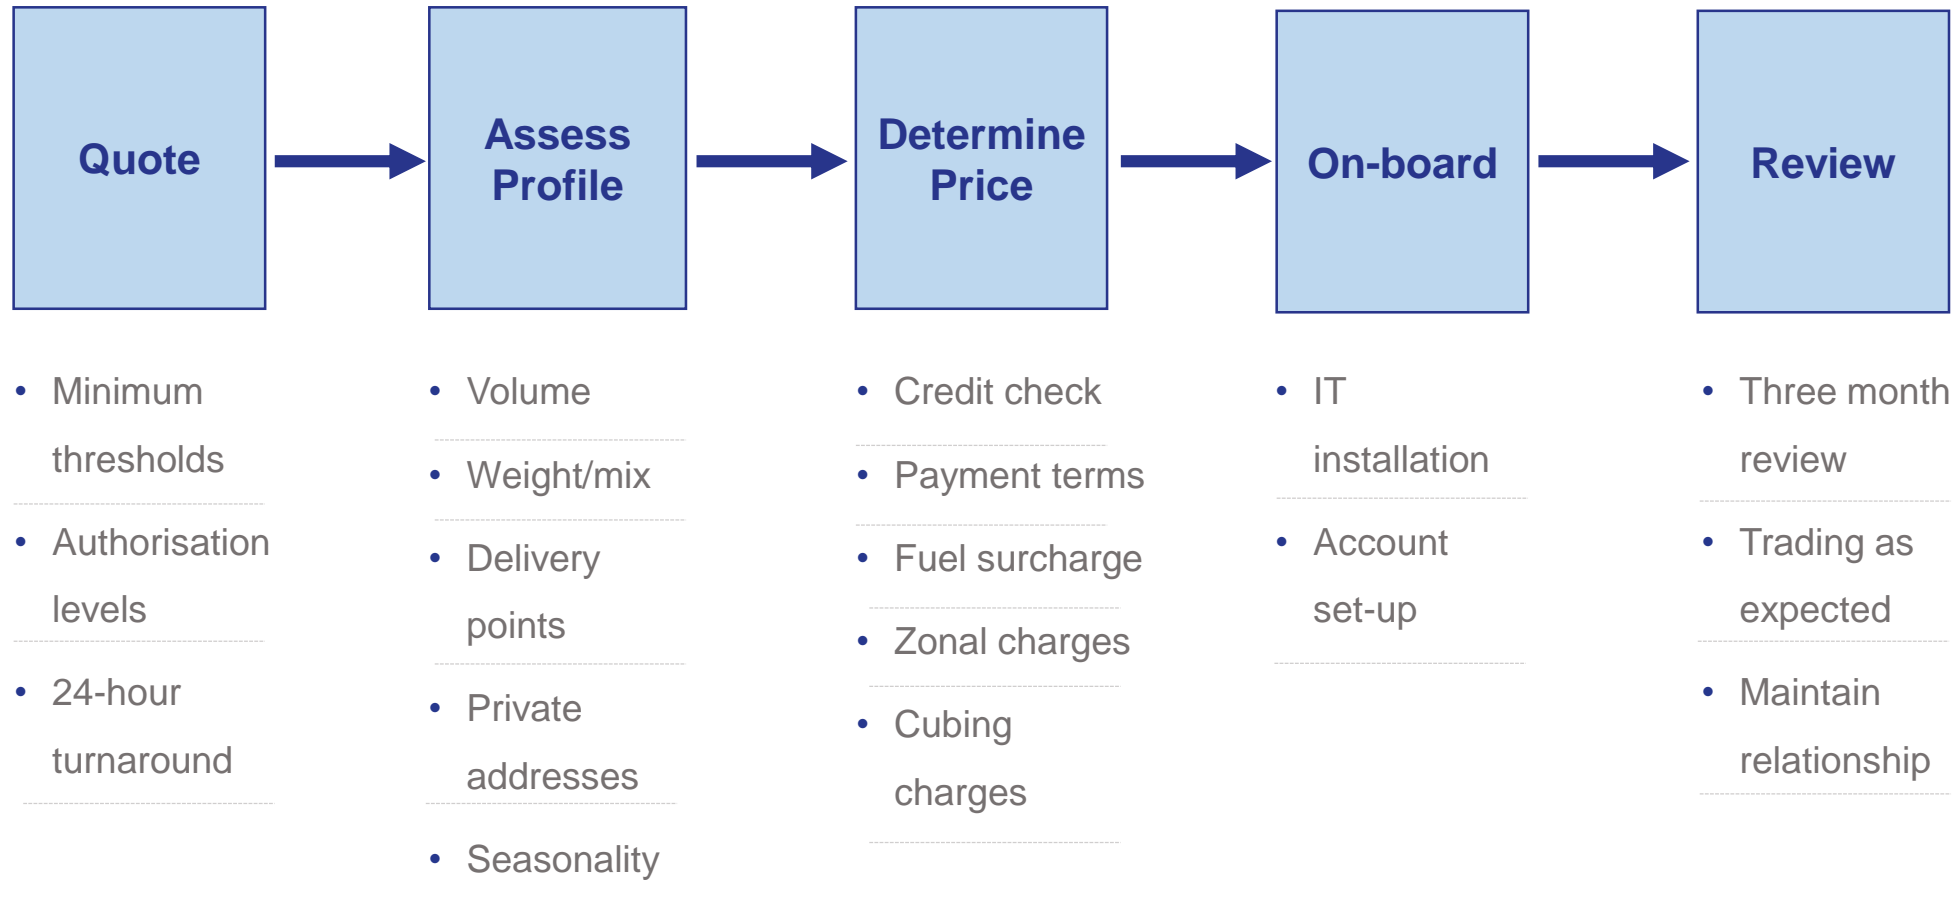 Quote
Assess
Profile
Determine
Price
On-board
Review
• Minimum
thresholds
• Authorisation
levels
• 24-hour
turnaround
• Volume
• Weight/mix
• Delivery
points
• Private
addresses
• Seasonality
• Credit check
• Payment terms
• Fuel surcharge
• Zonal charges
• Cubing
charges
• IT
installation
• Account
set-up
• Three month
review
• Trading as
expected
• Maintain
relationship